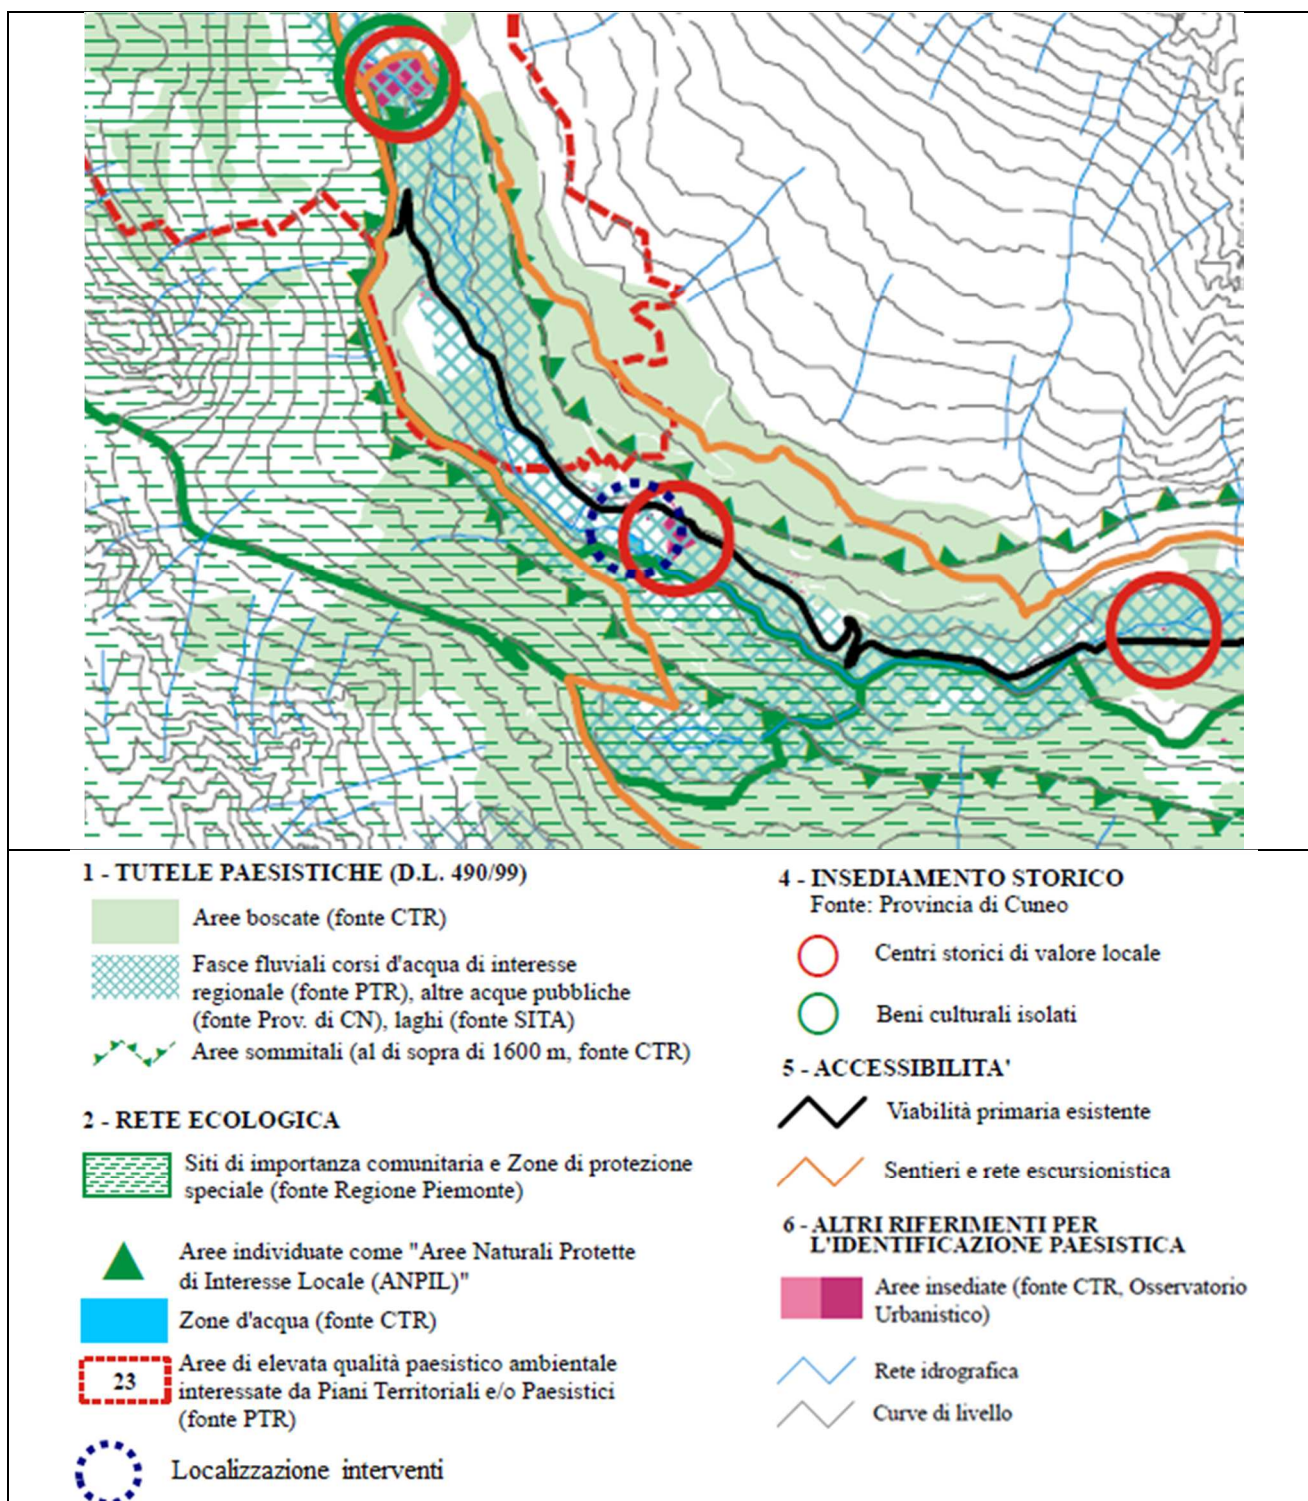 1 - TUTELE PAESISTICHE (D.L. 490/99)
Aree boscate (fonte CTR)
Fasce fluviali corsi d'acqua di interesse
regionale (fonte PTR), altre acque pubbliche
(fonte Prov. di CN), laghi (fonte SITA)
Aree sommitali (al di sopra di 1600 m, fonte CTR)
2 - RETE ECOLOGICA
Siti di importanza comunitaria e Zone di protezione
speciale (fonte Regione Piemonte)
Aree individuate come "Aree Naturali Protette
di Interesse Locale (ANPIL)"
Zone d'acqua (fonte CTR)
23
Aree di elevata qualità paesistico ambientale
interessate da Piani Territoriali e/o Paesistici
(fonte PTR)
Localizzazione interventi
4 - INSEDIAMENTO STORICO
Fonte: Provincia di Cuneo
Centri storici di valore locale
Beni culturali isolati
5 - ACCESSIBILITA'
Viabilità primaria esistente
Sentieri e rete escursionistica
6 - ALTRI RIFERIMENTI PER
L'IDENTIFICAZIONE PAESISTICA
Aree insediate (fonte CTR, Osservatorio
Urbanistico)
Rete idrografica
Curve di livello